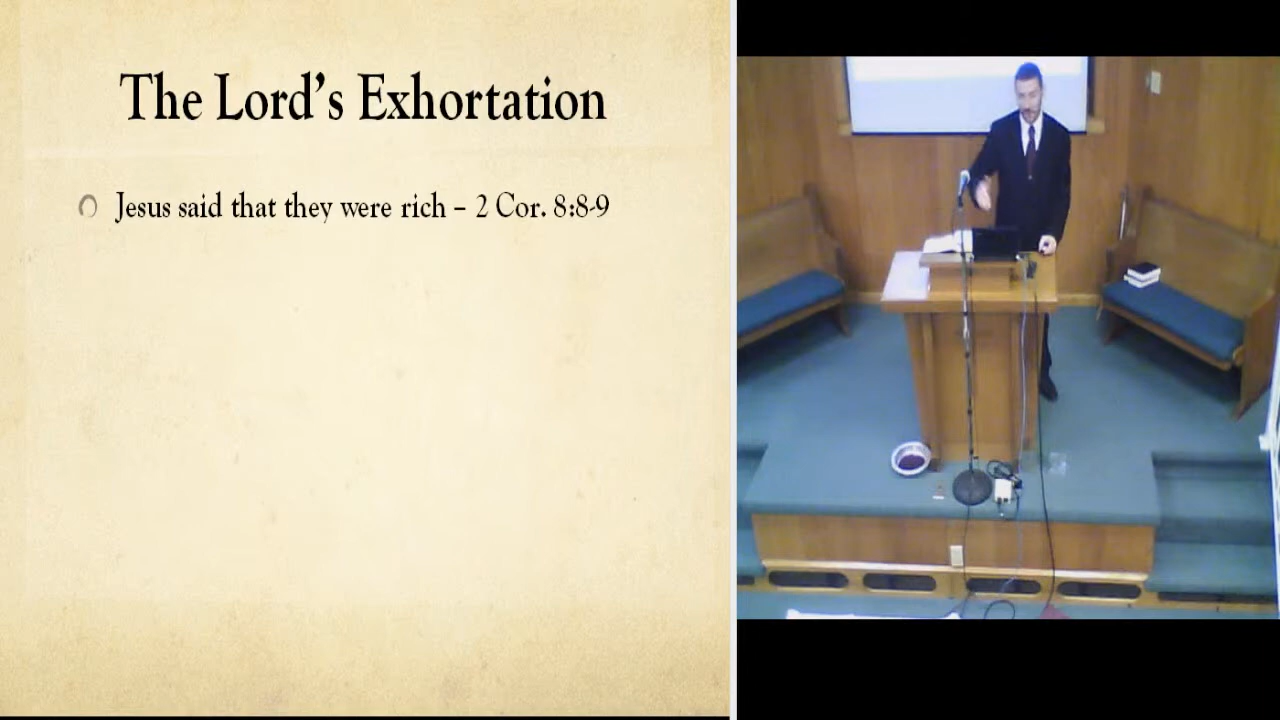 The Lord's Exhortation
Jesus said that they were rich – 2 Cor. 8:8-9